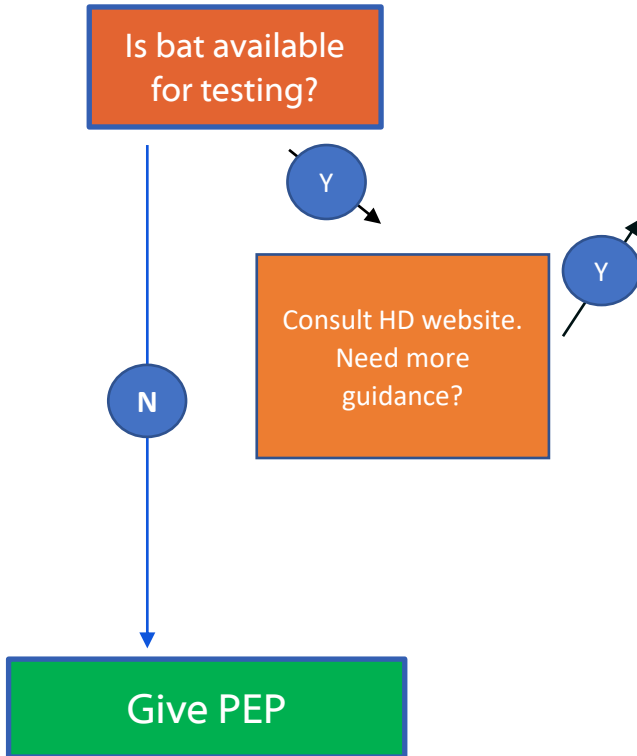 Is bat available
for testing?
Y
Y
Consult HD website.
Need more
guidance?
N
Give PEP